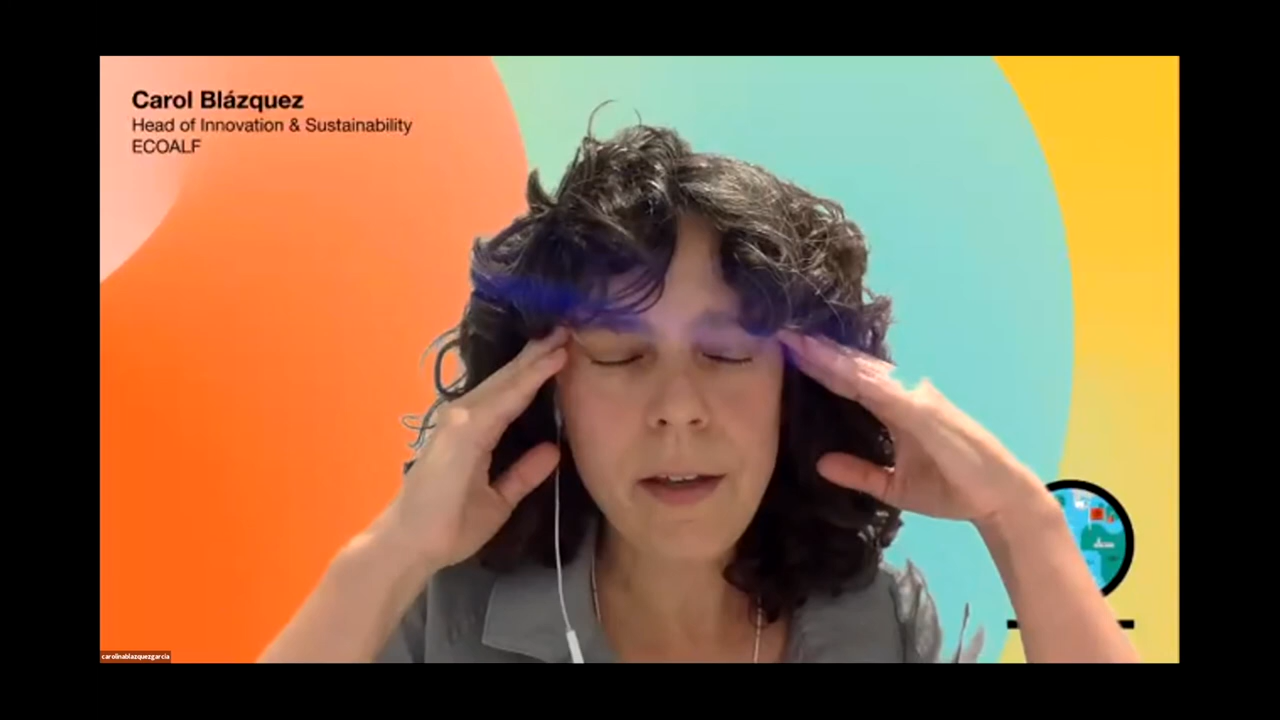 Carol Blázquez
Head of Innovation & Sustainability
ECOALF
carolinablazquezgarcia